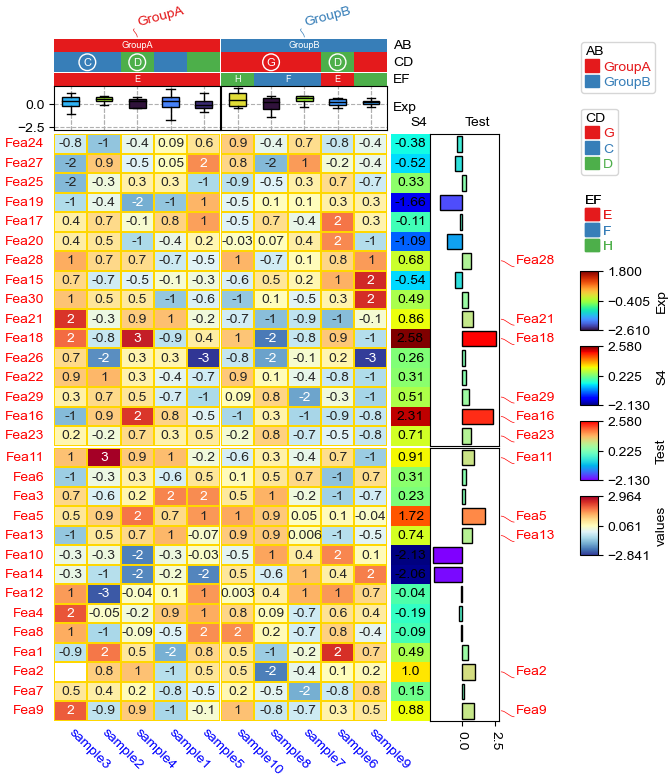 GroupA GroupB
GroupA GroupB AB
C D G D CD
E H F E EF
0.0
−2.5
Exp
S4 Test
Fea24 -0.8 -1 -0.4 0.09 0.6 0.9 -0.4 0.7 -0.8 -0.4 -0.38
Fea27 -2 0.9 -0.5 0.05 2 0.8 -2 1 -0.2 -0.4 -0.52
Fea25 -2 -0.3 0.3 0.3 -1 -0.9 -0.5 0.3 0.7 -0.7 0.33
Fea19 -1 -0.4 -2 -1 1 -0.5 0.1 0.1 0.3 0.3 -1.66
Fea17 0.4 0.7 -0.1 0.8 1 -0.5 0.7 -0.4 2 0.3 -0.11
Fea20 0.4 0.5 -1 -0.4 0.2 -0.03 0.07 0.4 2 -1 -1.09
Fea28 1 0.7 0.7 -0.7 0.5 1 -0.7 0.1 0.8 1 0.68 Fea28
Fea15 0.7 -0.7 -0.5 -0.1 -0.3 -0.6 0.5 0.2 1 2 -0.54
Fea30 1 0.5 0.5 -1 -0.6 -1 0.1 -0.5 0.3 2 0.49
Fea21 2 -0.3 0.9 1 -0.2 -0.7 -1 -0.9 -1 -0.1 0.86 Fea21
Fea18 2 -0.8 3 -0.9 0.4 1 -2 -0.8 0.9 -1 2.58 Fea18
Fea26 0.7 -2 0.3 0.3 -3 -0.8 -2 -0.1 0.2 -3 0.26
Fea22 0.9 1 0.3 -0.4 -0.7 0.9 0.1 -0.4 -0.8 -1 0.31
Fea29 0.3 0.7 0.5 -0.7 -1 0.09 0.8 -2 -0.3 -1 0.51 Fea29
Fea16 -1 0.9 2 0.8 -0.5 -1 0.3 -1 -0.9 -0.8 2.31 Fea16
Fea23 0.2 -0.2 0.7 0.3 0.5 -0.2 0.8 -0.7 -0.5 -0.8 0.71 Fea23
Fea11 1 3 0.9 1 -0.2 -0.6 0.3 -0.4 0.7 -1 0.91 Fea11
Fea6 -1 -0.3 0.3 -0.6 0.5 0.1 0.5 0.7 -1 0.7 0.31
Fea3 0.7 -0.6 0.2 2 2 0.5 1 -0.2 -1 -0.7 0.23
Fea5 0.5 0.9 2 0.7 1 1 0.9 0.05 0.1 -0.04 1.72 Fea5
Fea13 -1 0.5 0.7 1 -0.07 0.9 0.9 0.006 -1 -0.5 0.74 Fea13
Fea10 -0.3 -0.3 -2 -0.3 -0.03 -0.5 1 0.4 2 0.1 -2.13
Fea14 -0.3 -1 -2 -0.2 -2 0.5 -0.6 1 0.4 2
Fea12 1 -3 -0.04 0.1 1 0.003 0.4 1 1 0.7 -0.04
Fea4 2 -0.05 -0.2 0.9 1 0.8 0.09 -0.7 0.6 0.4 -0.19
Fea8 1 -1 -0.09 -0.5 2 2 0.2 -0.7 0.8 -0.4 -0.09
Fea1 -0.9 2 0.5 -2 0.8 0.5 -1 -0.2 2 0.7 0.49
Fea2 0.8 1 -1 0.5 0.5 -2 -0.4 0.1 0.2 1.0 Fea2
Fea7 0.5 0.4 0.2 -0.8 -0.5 0.5 -0.2 -2 -0.8 0.8 0.15
Fea9 2 -0.9 0.9 -1 -0.1 1 -0.8 -0.7 0.3 0.5 0.88 Fea9
sample3 sample2 sample4 sample1 sample5 sample10 sample8 sample7 sample6 sample9
0.0 2.5
AB
GroupA
GroupB
CD
G
C
D
EF
E
F
H
1.800
−0.405
−2.610
Exp
2.580
0.225
−2.130
S4
2.580
0.225
−2.130
Test
2.964
0.061
−2.841
values